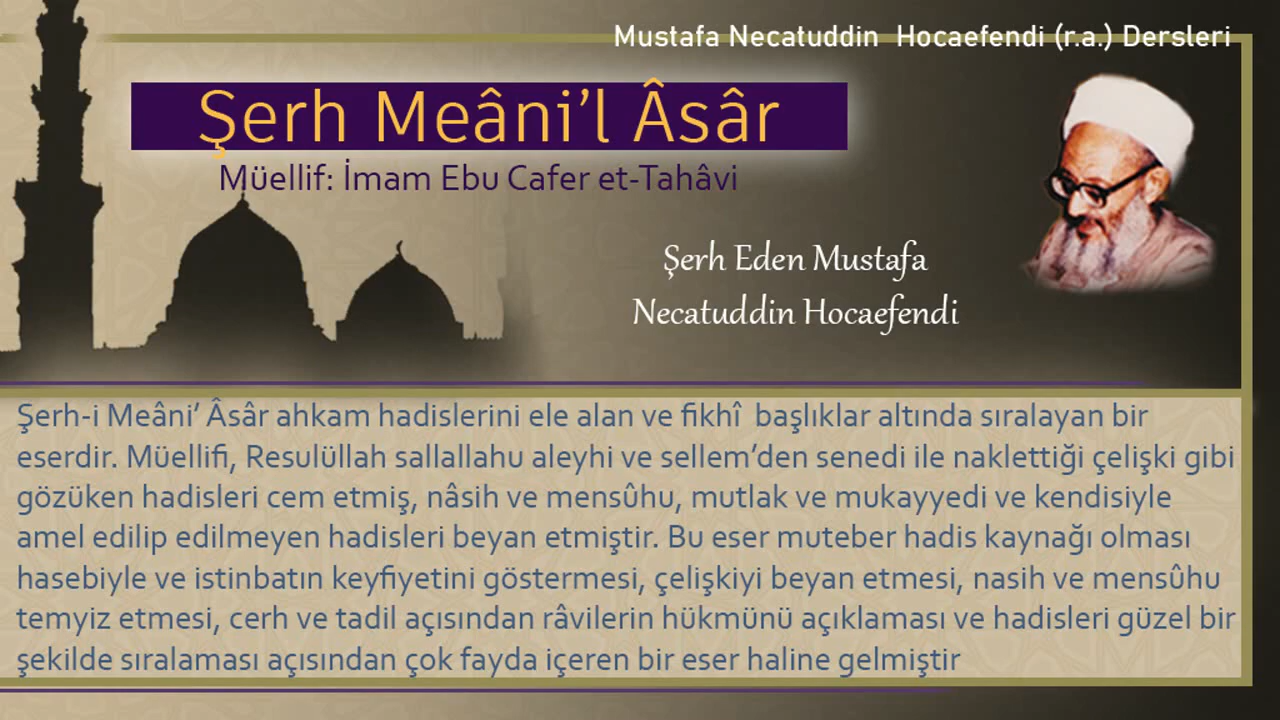 Mustafa Necatuddin Hocaefendi (r.a.) Dersleri
Şerh Meâni’l Âsâr
Müellif: İmam Ebu Cafer et-Tahâvi
Şerh Eden Mustafa
Necatuddin Hocaefendi
Şerh-i Meâni’ Âsâr ahkam hadislerini ele alan ve fikhî başlıklar altında sıralayan bir
eserdir. Müellifi, Resulüllah sallallahu aleyhi ve sellem’den senedi ile naklettiği çelişki gibi
gözüken hadisleri cem etmiş, nâsih ve mensûhu, mutlak ve mukayyedi ve kendisiyle
amel edilip edilmeyen hadisleri beyan etmiştir. Bu eser muteber hadis kaynağı olması
hasebiyle ve istinbatın keyfiyetini göstermesi, çelişkiyi beyan etmesi, nasih ve mensûhu
temyiz etmesi, cerh ve tadil açısından râvilerin hükmünü açıklaması ve hadisleri güzel bir
şekilde sıralaması açısından çok fayda içeren bir eser haline gelmiştir